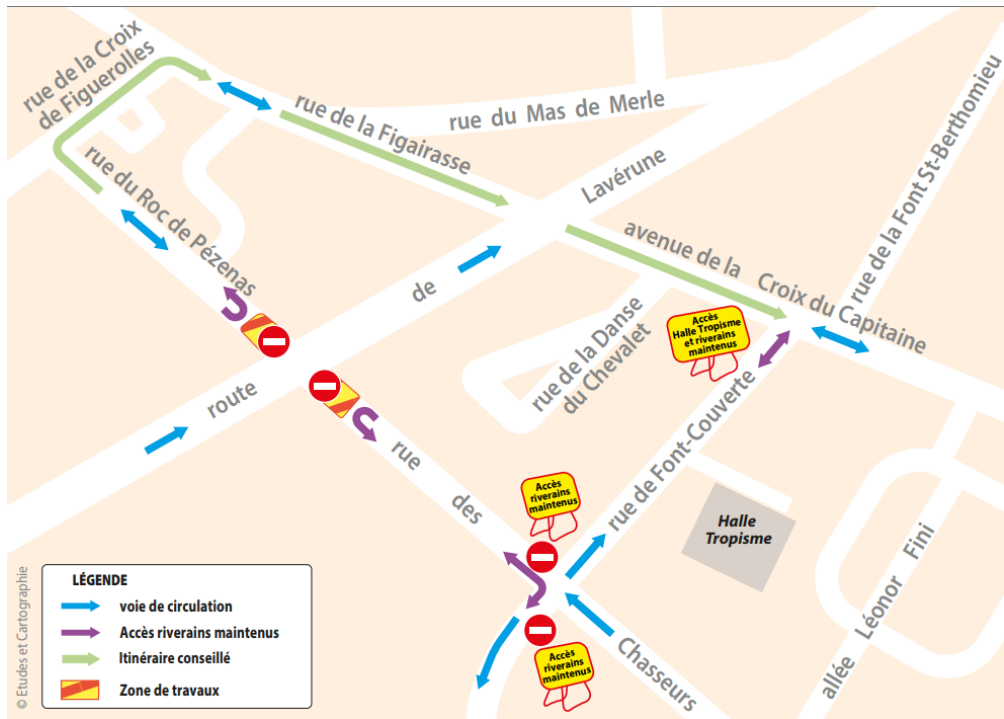 rue de la Croix
de Figuerolles
rue de la Figairasse
rue du Mas de Merle
rue du Roc de Pézenas
route de Lavérune
avenue de la Croix du Capitaine
rue de la Font St-Berthomieu
Accès
Halle Tropisme
et riverains
maintenus
rue de la Danse
du Chevalet
rue de Font-Couverte
rue des Chasseurs
Accès
riverains
maintenus
Halle
Tropisme
allée Léonor Fini
Accès
riverains
maintenus
LÉGENDE
voie de circulation
Accès riverains maintenus
Itinéraire conseillé
Zone de travaux
© Etudes et Cartographie